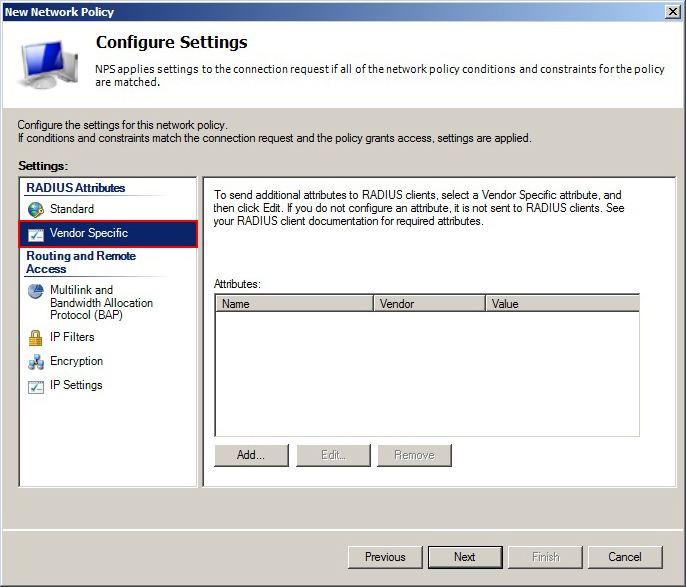 New Network Policy
Configure Settings
NPS applies settings to the connection request if all of the network policy conditions and constraints for the policy
are matched.
Configure the settings for this network policy.
If conditions and constraints match the connection request and the policy grants access, settings are applied.
Settings:
RADIUS Attributes
Standard
Vendor Specific
Routing and Remote
Access
Multilink and
Bandwidth Allocation
Protocol (BAP)
IP Filters
Encryption
IP Settings
To send additional attributes to RADIUS clients, select a Vendor Specific attribute, and
then click Edit. If you do not configure an attribute, it is not sent to RADIUS clients. See
your RADIUS client documentation for required attributes.
Attributes:
Name Vendor Value
Add... Edit... Remove
Previous Next Finish Cancel